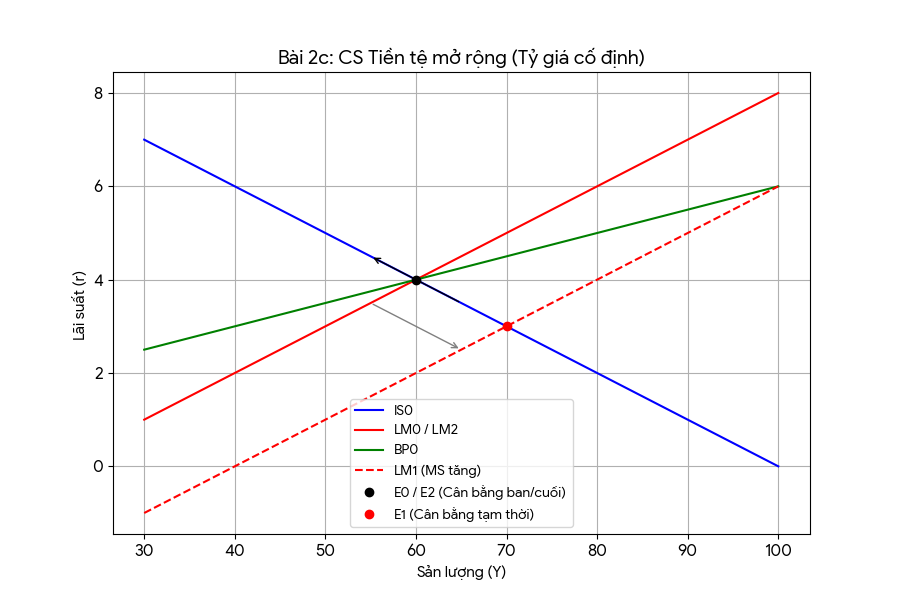 Bài 2c: CS Tiền tệ mở rộng (Tỷ giá cố định)
8
6
4
2
0
Lãi suất (r)
IS0
LM0 / LM2
BP0
LM1 (MS tăng)
E0 / E2 (Cân bằng ban/cuối)
E1 (Cân bằng tạm thời)
30 40 50 60 70 80 90 100
Sản lượng (Y)